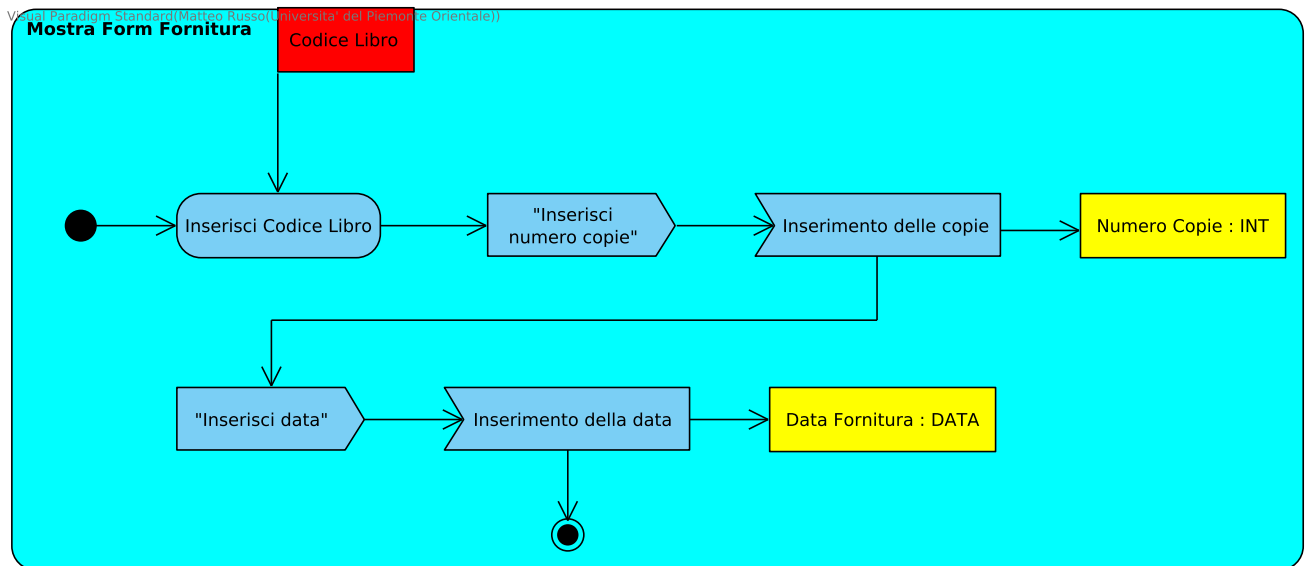 Visual Paradigm Standard(Matteo Russo(Universita' del Piemonte Orientale))
Mostra Form Fornitura
Codice Libro
Inserisci Codice Libro
"Inserisci
numero copie"
Inserimento delle copie
Numero Copie : INT
"Inserisci data"
Inserimento della data
Data Fornitura : DATA